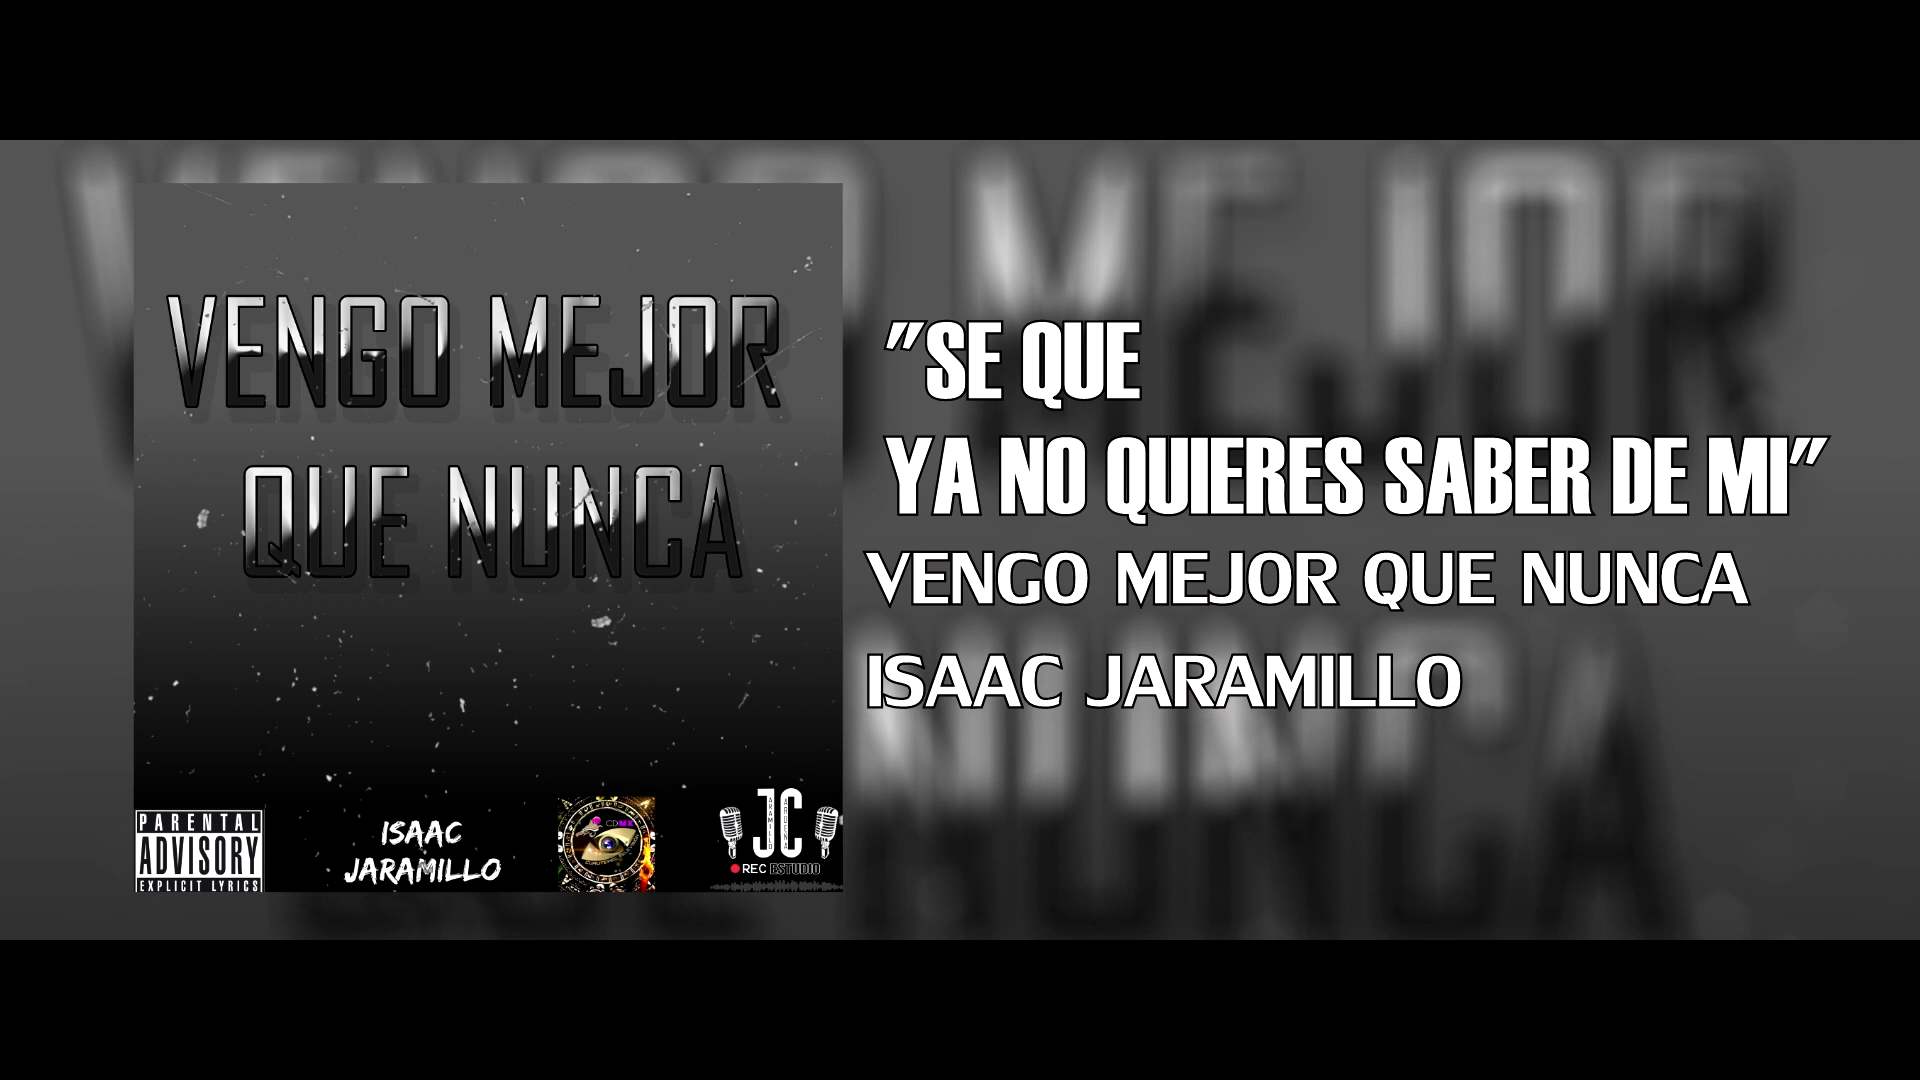 VENGO MEJOR
QUE NUNCA
"SE QUE
YA NO QUIERES SABER DE MI"
VENGO MEJOR QUE NUNCA
ISAAC JARAMILLO
PARENTAL
ADVISORY
EXPLICIT LYRICS
ISAAC
JARAMILLO
CDMX
JC
REC ESTUDIO